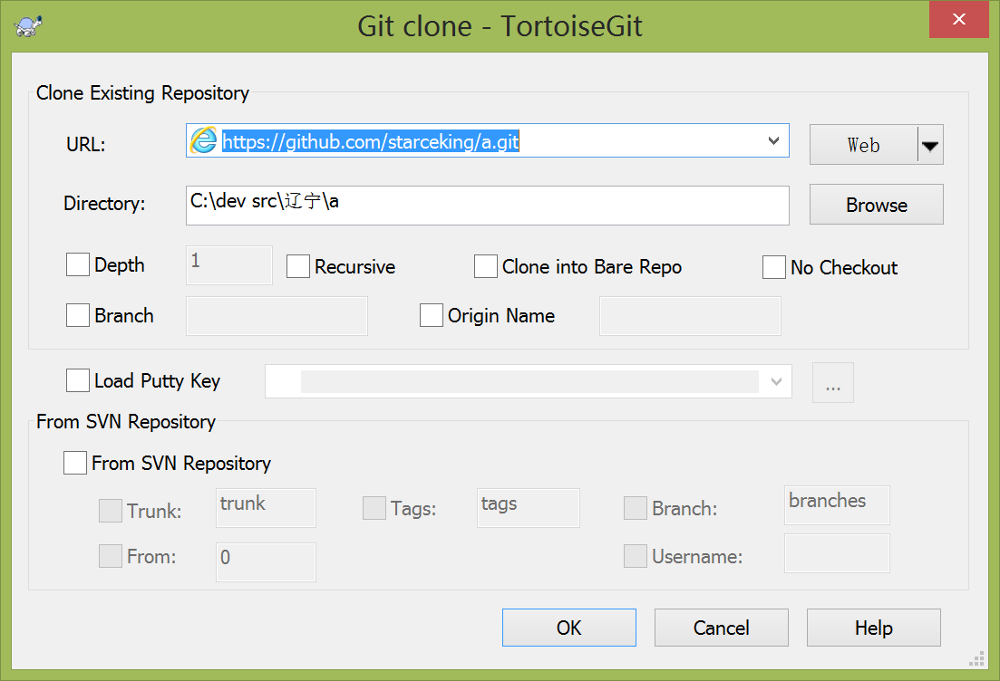 Git clone - TortoiseGit
Clone Existing Repository
URL: https://github.com/starceking/a.git Web
Directory: C:\dev src\辽宁\a Browse
Depth 1 Recursive Clone into Bare Repo No Checkout
Branch Origin Name
Load Putty Key ...
From SVN Repository
From SVN Repository
Trunk: trunk Tags: tags Branch: branches
From: 0 Username:
OK Cancel Help